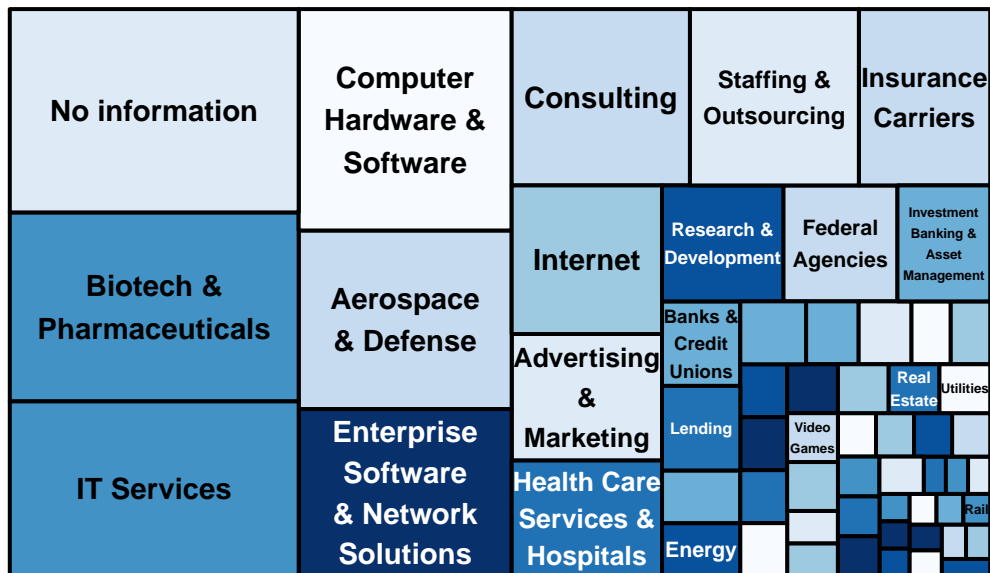 No information
Biotech &
Pharmaceuticals
IT Services
Computer
Hardware &
Software
Aerospace
& Defense
Enterprise
Software
& Network
Solutions
Consulting
Staffing &
Outsourcing
Insurance
Carriers
Internet
Advertising
&
Marketing
Health Care
Services &
Hospitals
Research &
Development
Federal
Agencies
Investment
Banking &
Asset
Management
Banks &
Credit
Unions
Lending
Energy
Real
Estate
Utilities
Video
Games
Rail